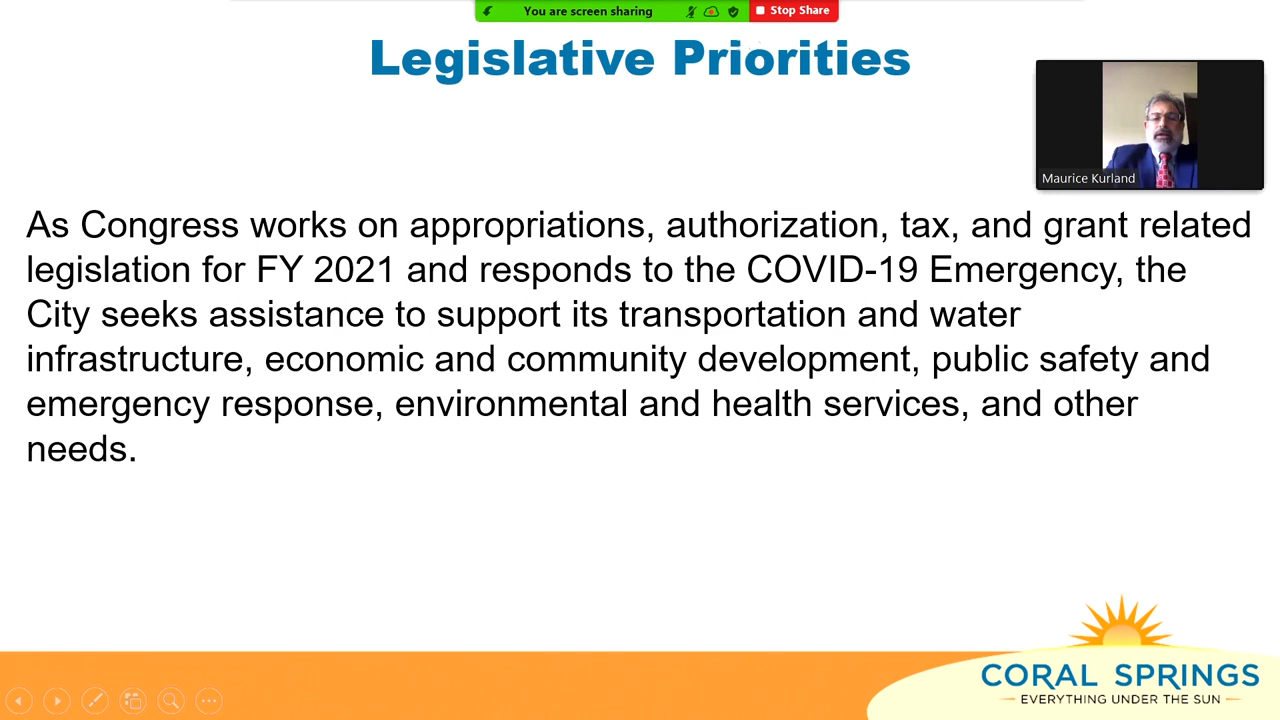 You are screen sharing
Stop Share
Legislative Priorities
Maurice Kurland
As Congress works on appropriations, authorization, tax, and grant related
legislation for FY 2021 and responds to the COVID-19 Emergency, the
City seeks assistance to support its transportation and water
infrastructure, economic and community development, public safety and
emergency response, environmental and health services, and other
needs.
CORAL SPRINGS
EVERYTHING UNDER THE SUN